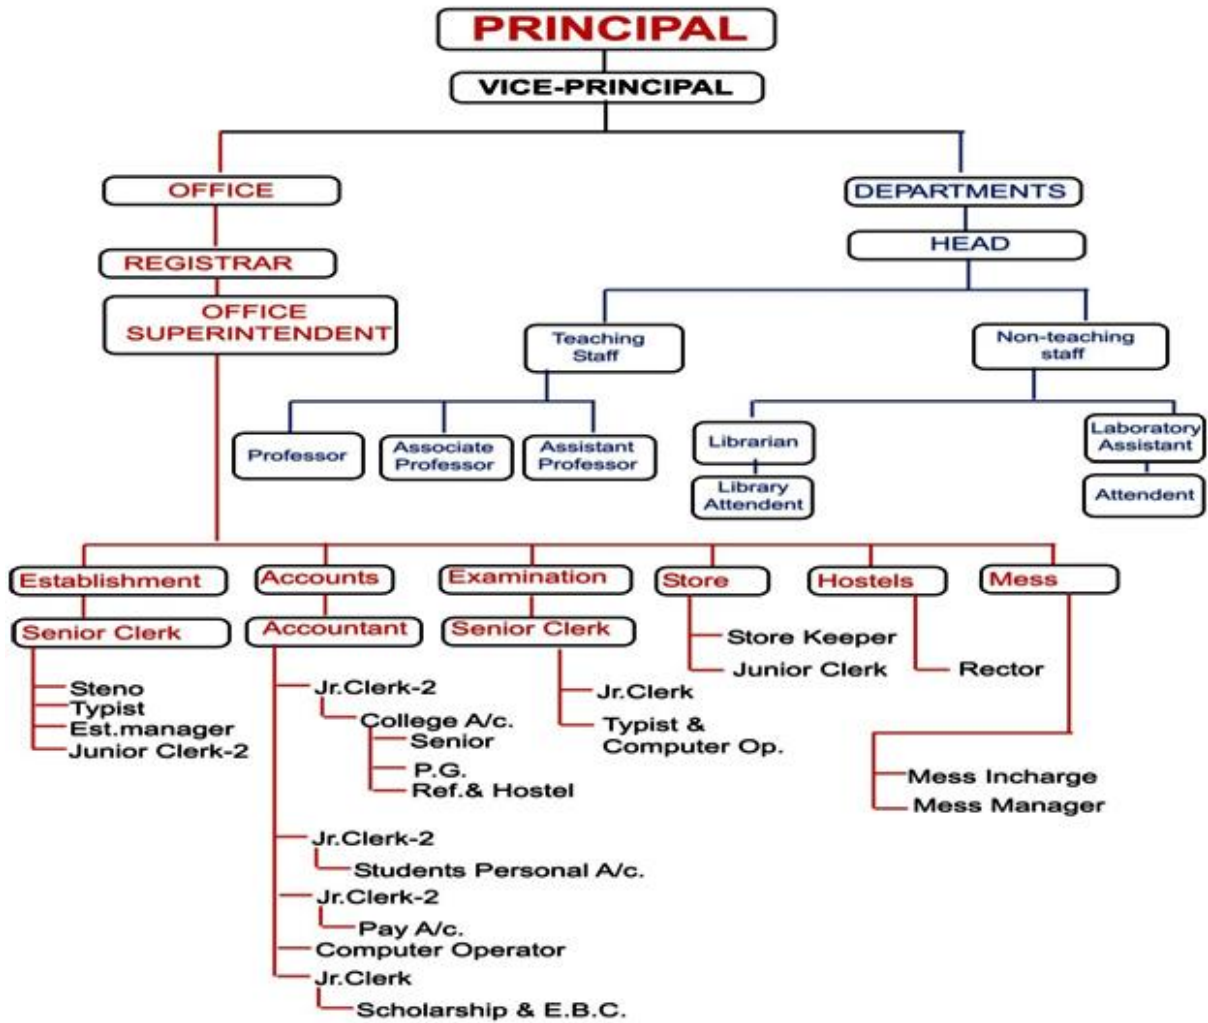 PRINCIPAL
VICE-PRINCIPAL
OFFICE
DEPARTMENTS
REGISTRAR
HEAD
OFFICE
SUPERINTENDENT
Teaching
Staff
Non-teaching
staff
Professor
Associate
Professor
Assistant
Professor
Librarian
Laboratory
Assistant
Library
Attendent
Attendent
Establishment
Accounts
Examination
Store
Hostels
Mess
Senior Clerk
Accountant
Senior Clerk
Steno
Typist
Est.manager
Junior Clerk-2
Jr.Clerk-2
College A/c.
Senior
P.G.
Ref.& Hostel
Jr.Clerk-2
Students Personal A/c.
Jr.Clerk-2
Pay A/c.
Computer Operator
Jr.Clerk
Scholarship & E.B.C.
Jr.Clerk
Typist &
Computer Op.
Store Keeper
Junior Clerk
Rector
Mess Incharge
Mess Manager